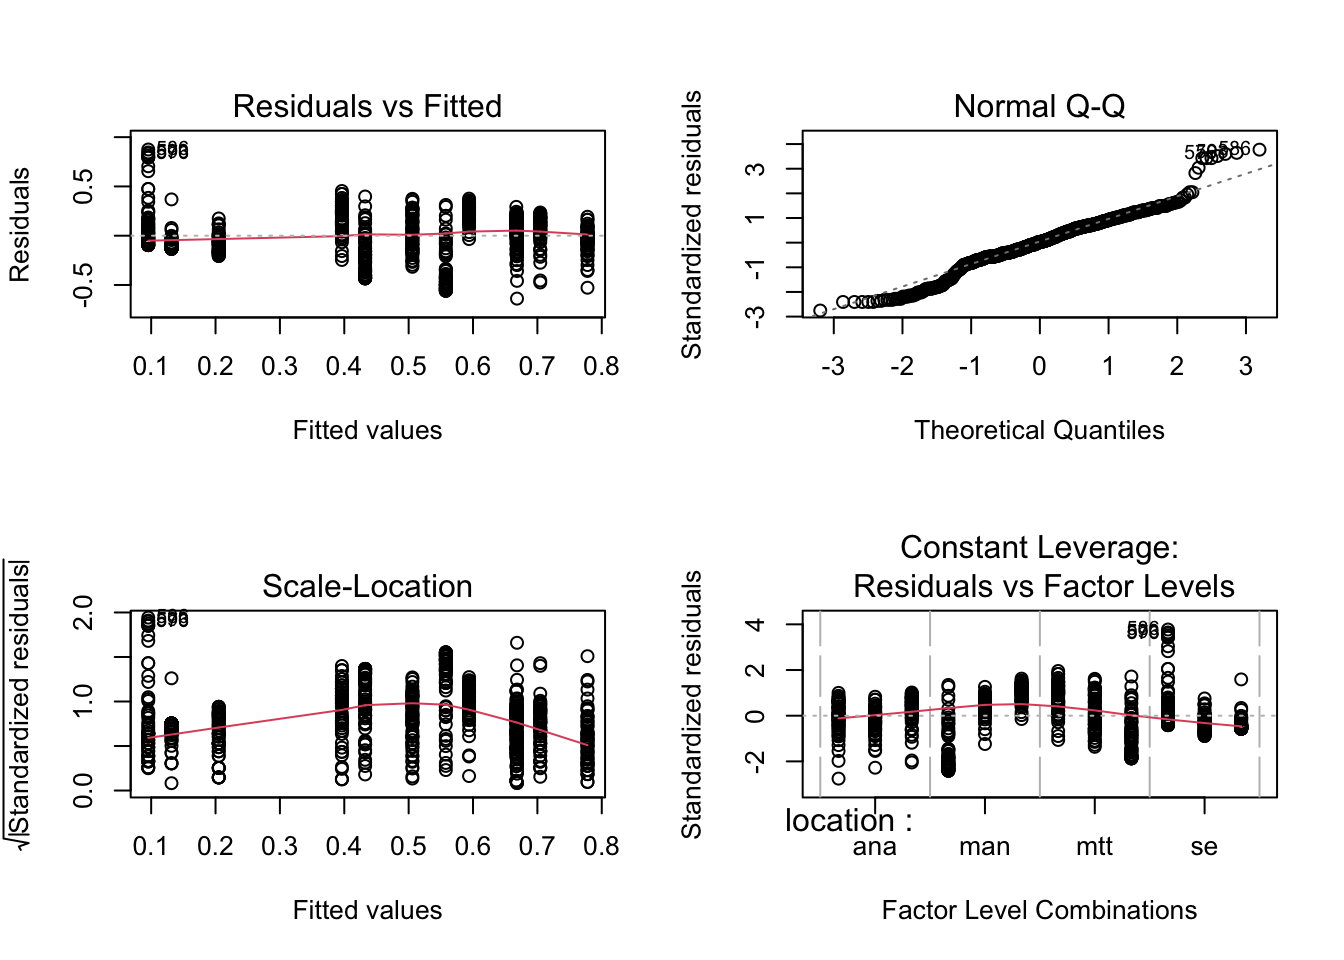 Residuals vs Fitted
Residuals
0.5
-0.5
0.1 0.2 0.3 0.4 0.5 0.6 0.7 0.8
Fitted values
Normal Q-Q
Standardized residuals
3
1
-1
-3
586
-3 -2 -1 0 1 2 3
Theoretical Quantiles
Scale-Location
√|Standardized residuals|
2.0
1.0
0.0
0.1 0.2 0.3 0.4 0.5 0.6 0.7 0.8
Fitted values
Constant Leverage:
Residuals vs Factor Levels
Standardized residuals
4
2
0
-2
location :
ana man mtt se
Factor Level Combinations